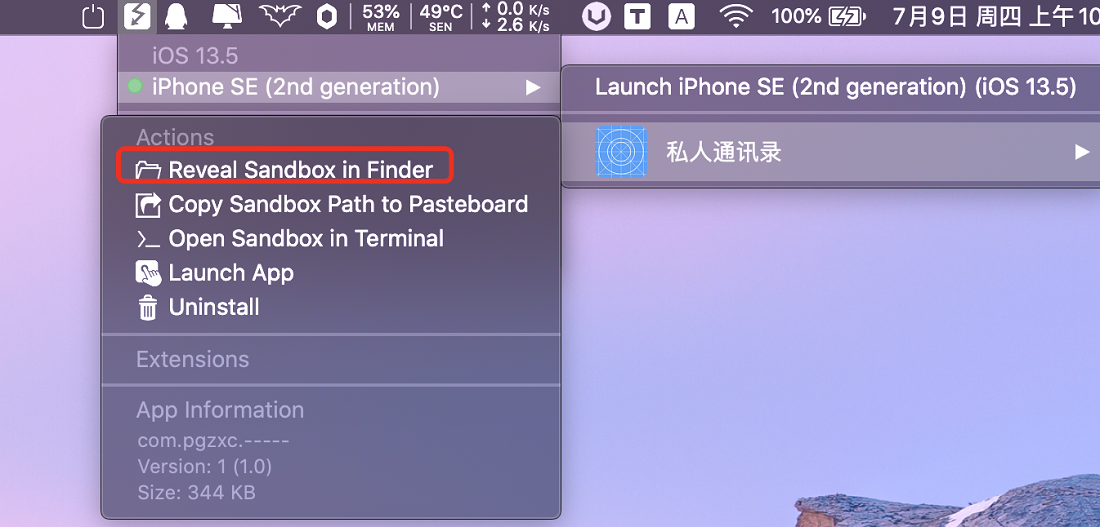 53% 49°C 0.0 K/s 100% 7月9日 周四 上午10
MEM SEN 2.6 K/s
T A
iOS 13.5
iPhone SE (2nd generation)
Launch iPhone SE (2nd generation) (iOS 13.5)
私人通讯录
Actions
Reveal Sandbox in Finder
Copy Sandbox Path to Pasteboard
Open Sandbox in Terminal
Launch App
Uninstall
Extensions
App Information
com.pgzxc.-----
Version: 1 (1.0)
Size: 344 KB